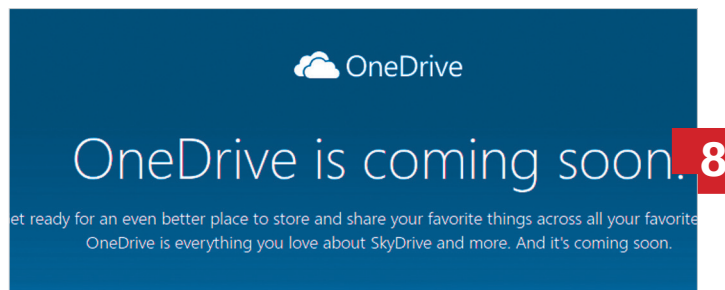 OneDrive
OneDrive is coming soon.
8
et ready for an even better place to store and share your favorite things across all your favorite
OneDrive is everything you love about SkyDrive and more. And it's coming soon.